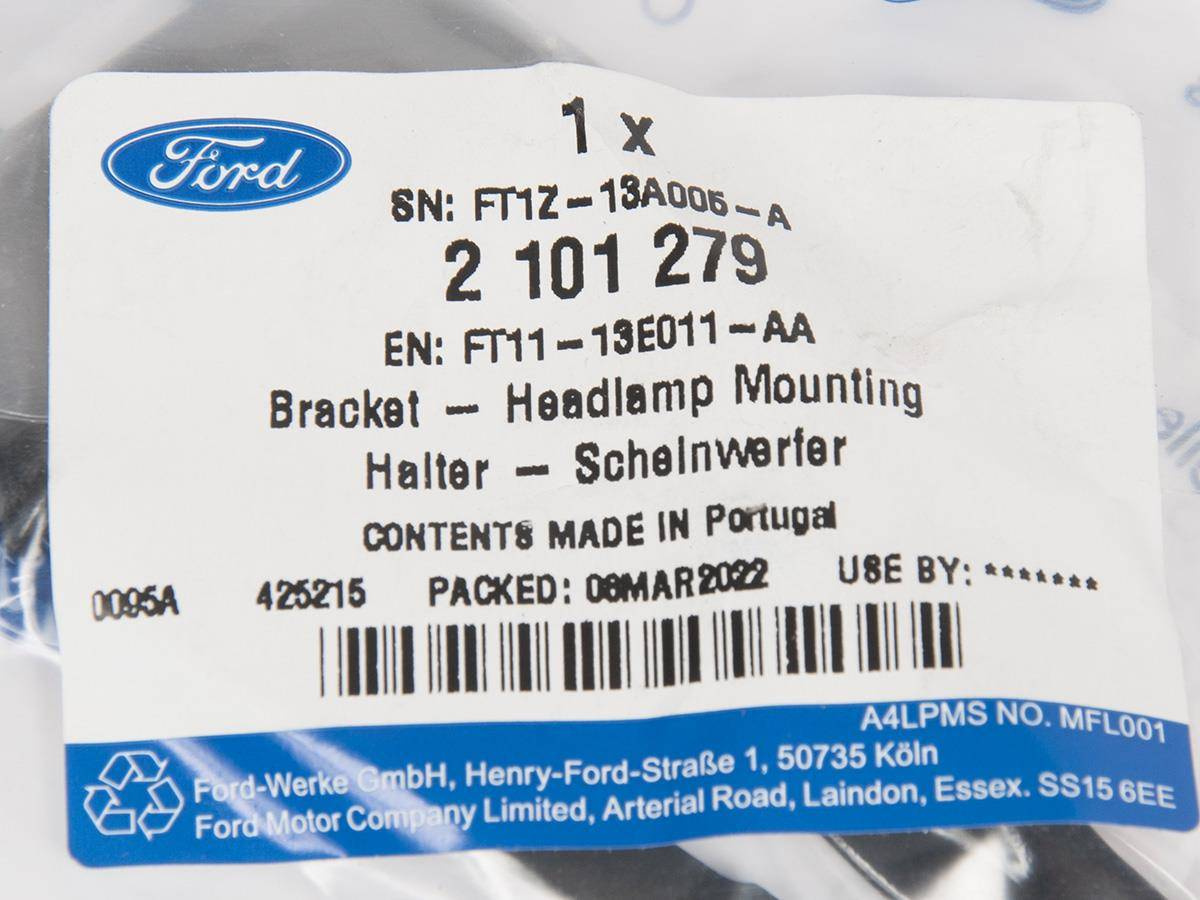 Ford
1 x
SN: FT1Z-13A006-A
2 101 279
EN: FT11-13E011-AA
Bracket - Headlamp Mounting
Halter - Scheinwerfer
CONTENTS MADE IN Portugal
0095A 425215 PACKED: 08MAR2022 USE BY: *******
A4LPMS NO. MFL001
Ford-Werke GmbH, Henry-Ford-Straße 1, 50735 Köln
Ford Motor Company Limited, Arterial Road, Laindon, Essex. SS15 6EE